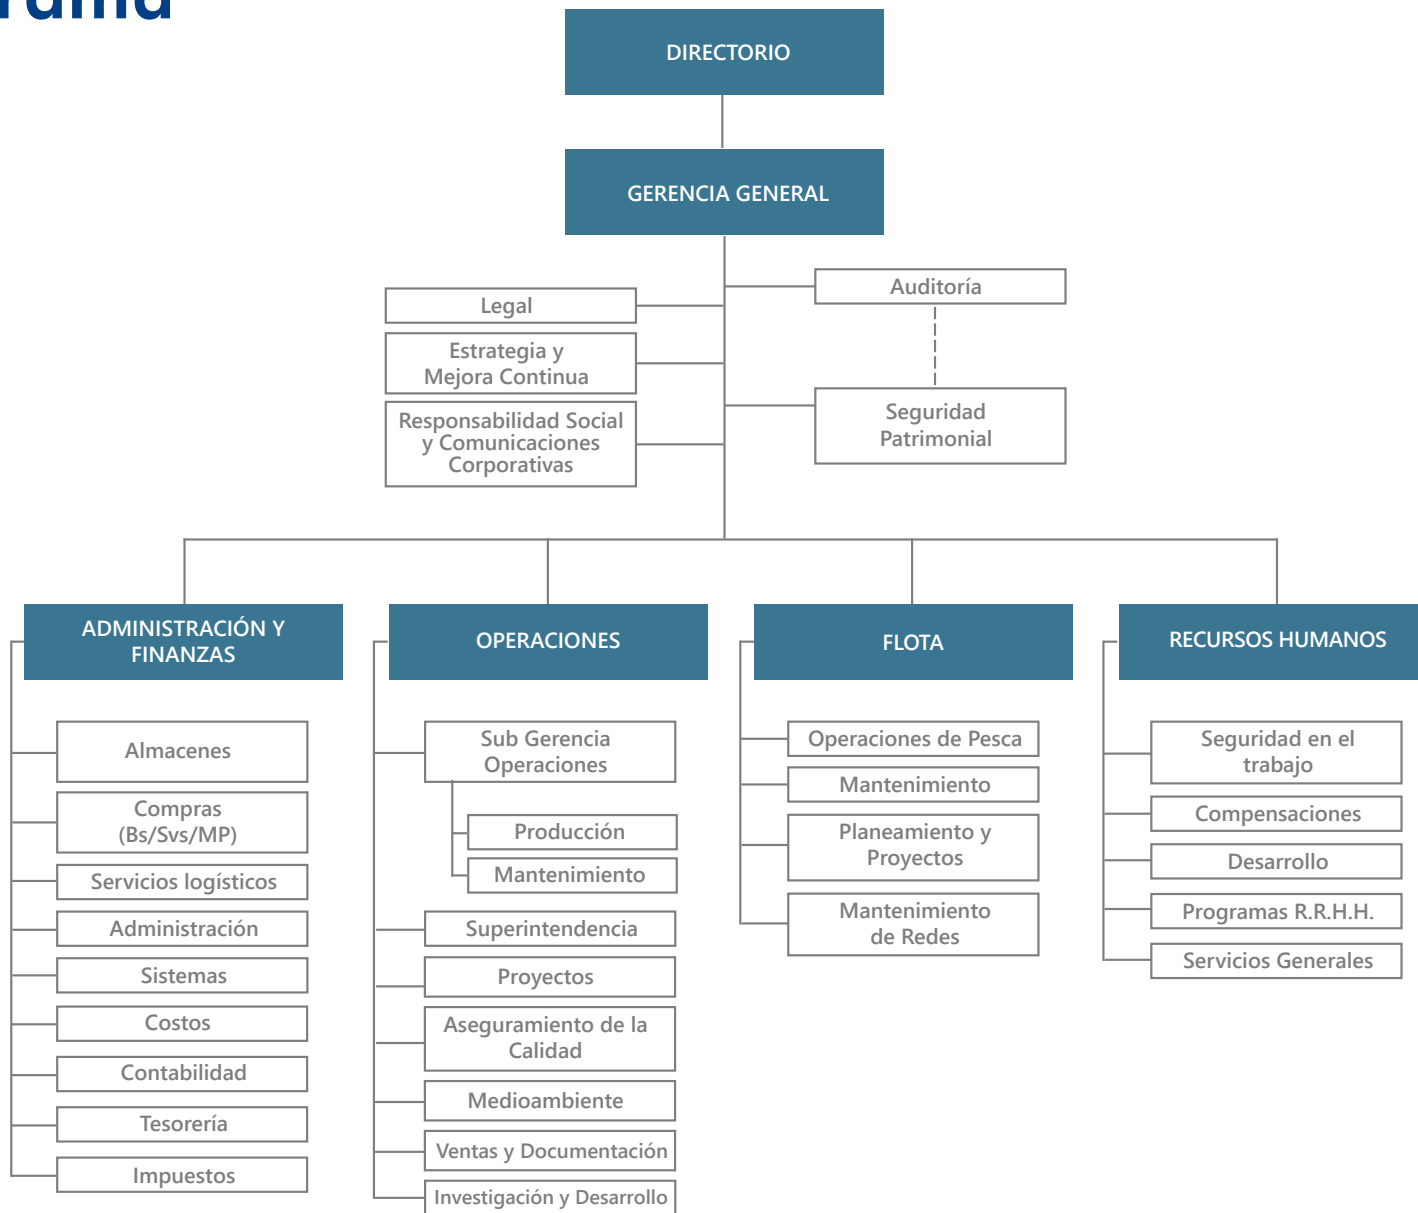 DIRECTORIO
GERENCIA GENERAL
Legal
Estrategia y
Mejora Continua
Responsabilidad Social
y Comunicaciones
Corporativas
Auditoría
Seguridad
Patrimonial
ADMINISTRACIÓN Y
FINANZAS
Almacenes
Compras
(Bs/Svs/MP)
Servicios logísticos
Administración
Sistemas
Costos
Contabilidad
Tesorería
Impuestos
OPERACIONES
Sub Gerencia
Operaciones
Producción
Mantenimiento
Superintendencia
Proyectos
Aseguramiento de la
Calidad
Medioambiente
Ventas y Documentación
Investigación y Desarrollo
FLOTA
Operaciones de Pesca
Mantenimiento
Planeamiento y
Proyectos
Mantenimiento
de Redes
RECURSOS HUMANOS
Seguridad en el
trabajo
Compensaciones
Desarrollo
Programas R.R.H.H.
Servicios Generales